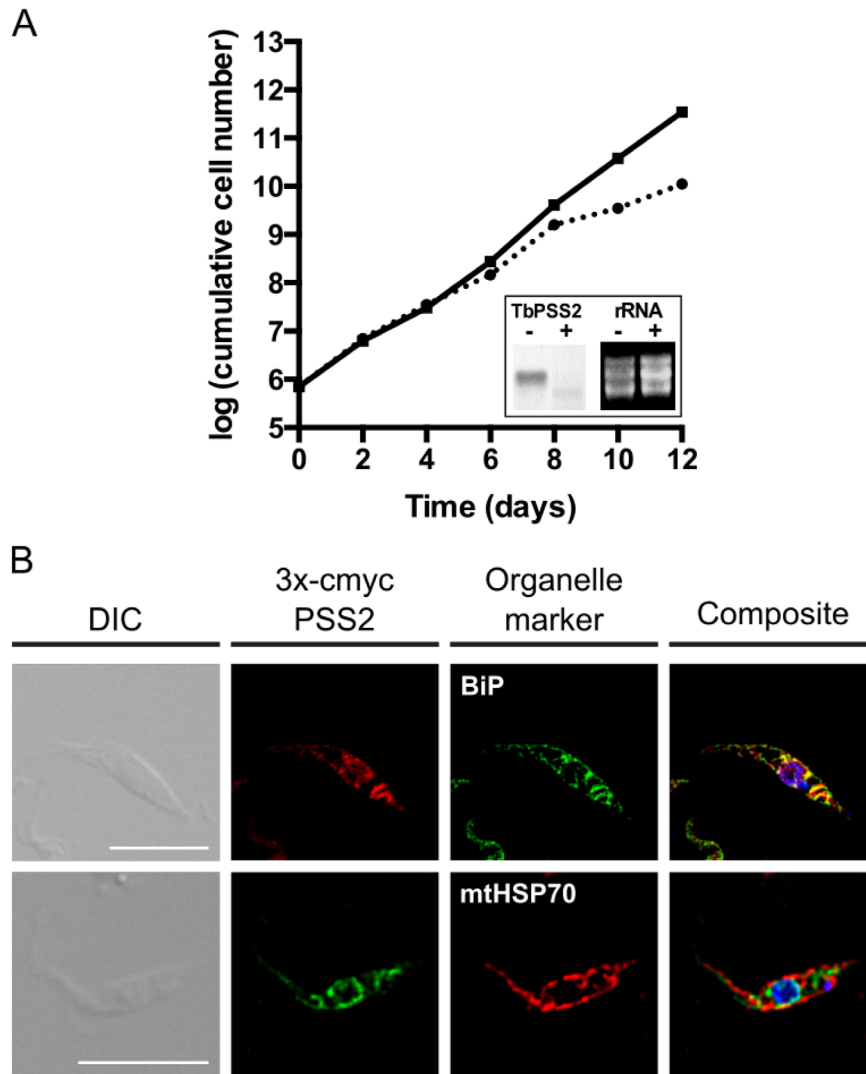 A
log (cumulative cell number)
13
12
11
10
9
8
7
6
5
0 2 4 6 8 10 12
Time (days)
TbPSS2 rRNA
- + - +
B
DIC
3x-cmyc
PSS2
Organelle
marker
Composite
BiP
mtHSP70